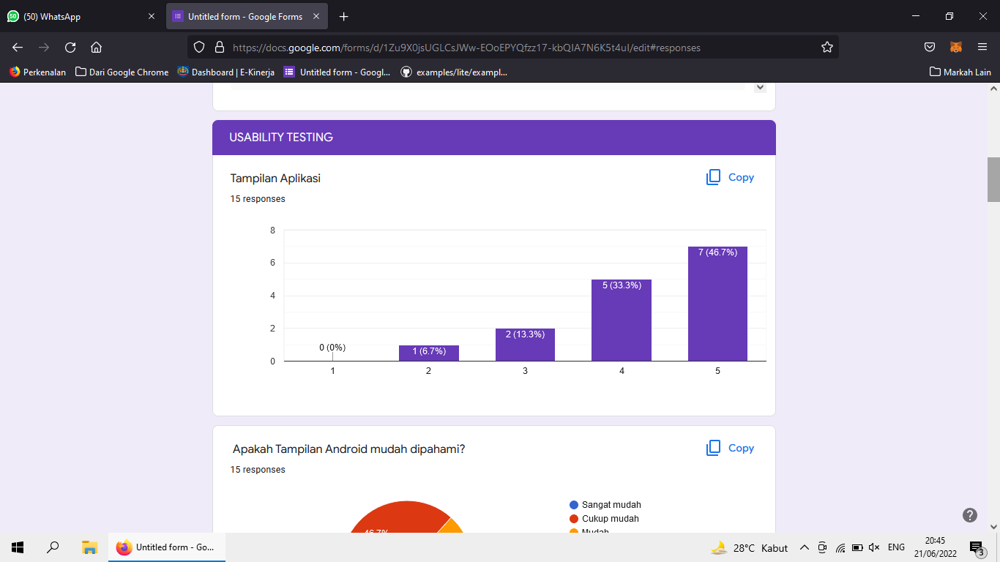 50
(50) WhatsApp
Untitled form - Google Forms
https://docs.google.com/forms/d/1Zu9X0jsUGLCsJWw-EOoEPYQfzz17-kbQIA7N6K5t4uI/edit#responses
Perkenalan
Dari Google Chrome
Dashboard | E-Kinerja
Untitled form - Googl...
examples/lite/exampl...
Markah Lain
USABILITY TESTING
Tampilan Aplikasi
Copy
15 responses
8
6
4
2
0
0 (0%)
1 (6.7%)
2 (13.3%)
5 (33.3%)
7 (46.7%)
1
2
3
4
5
Apakah Tampilan Android mudah dipahami?
Copy
15 responses
46.7%
Sangat mudah
Cukup mudah
Mudah
Untitled form - Go...
28°C Kabut
ENG
20:45
21/06/2022
3